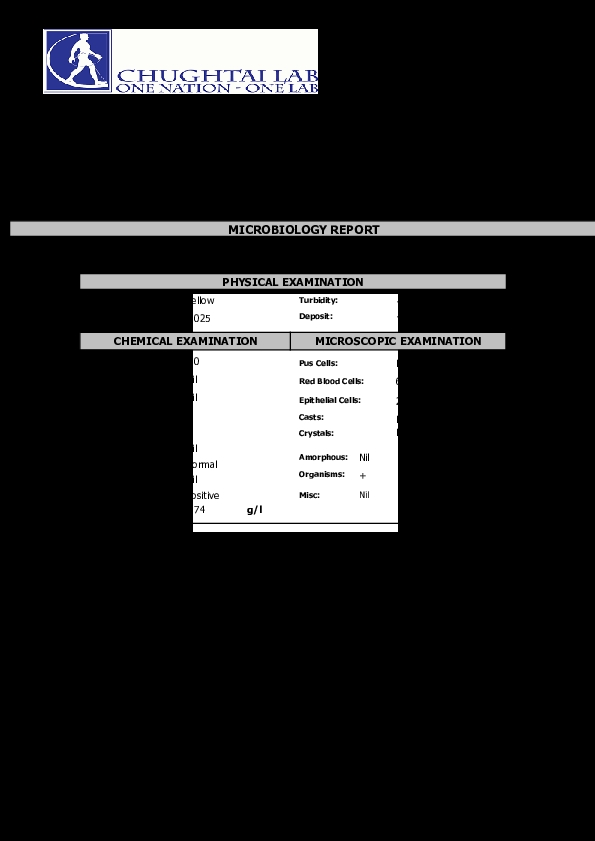 CHUGHTAI LAB
ONE NATION - ONE LAB
MICROBIOLOGY REPORT
PHYSICAL EXAMINATION
ellow Turbidity:
025 Deposit:
CHEMICAL EXAMINATION MICROSCOPIC EXAMINATION
0 Pus Cells:
il Red Blood Cells:
il Epithelial Cells:
Casts:
Crystals:
il
Amorphous: Nil
ormal
Organisms: +
il
ositive Misc: Nil
74 g/l